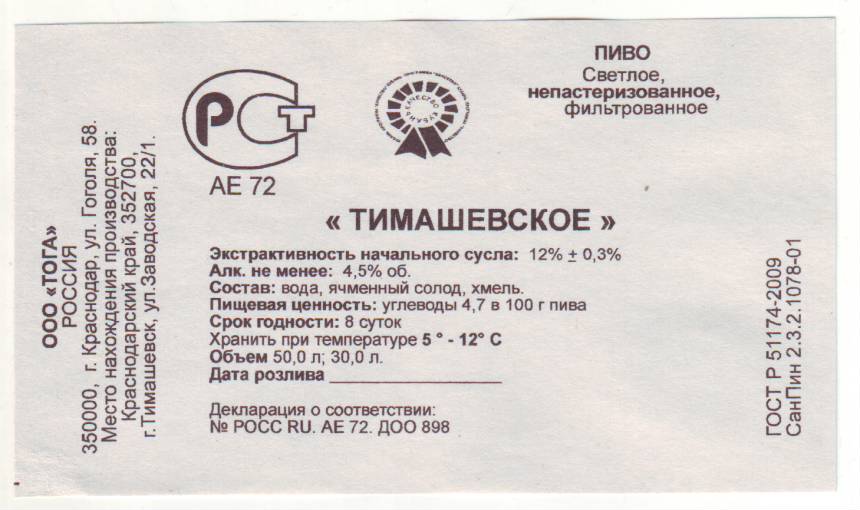 ООО «ТОГА»
РОССИЯ
350000, г. Краснодар, ул. Гоголя, 58.
Место нахождения производства:
Краснодарский край, 352700,
г.Тимашевск, ул.Заводская, 22/1.
РСТ
АЕ 72
КАЧЕСТВО КУБАНЬ
ПИВО
Светлое,
непастеризованное,
фильтрованное
« ТИМАШЕВСКОЕ »
Экстрактивность начального сусла: 12% ± 0,3%
Алк. не менее: 4,5% об.
Состав: вода, ячменный солод, хмель.
Пищевая ценность: углеводы 4,7 в 100 г пива
Срок годности: 8 суток
Хранить при температуре 5 ° - 12° С
Объем 50,0 л; 30,0 л.
Дата розлива _______________
Декларация о соответствии:
№ РОСС RU. АЕ 72. ДОО 898
ГОСТ Р 51174-2009
СанПин 2.3.2.1078-01